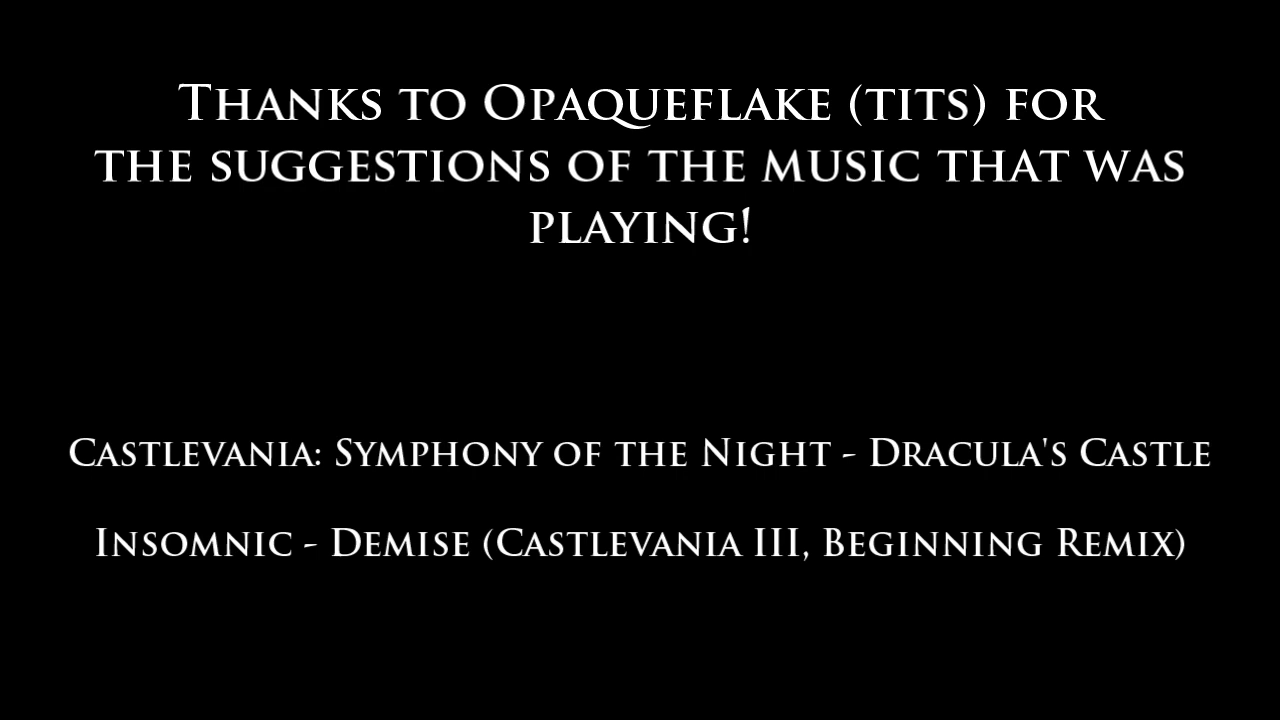 Thanks to Opaqueflake (tits) for
the suggestions of the music that was
playing!
Castlevania: Symphony of the Night - Dracula's Castle
Insomnic - Demise (Castlevania III, Beginning Remix)